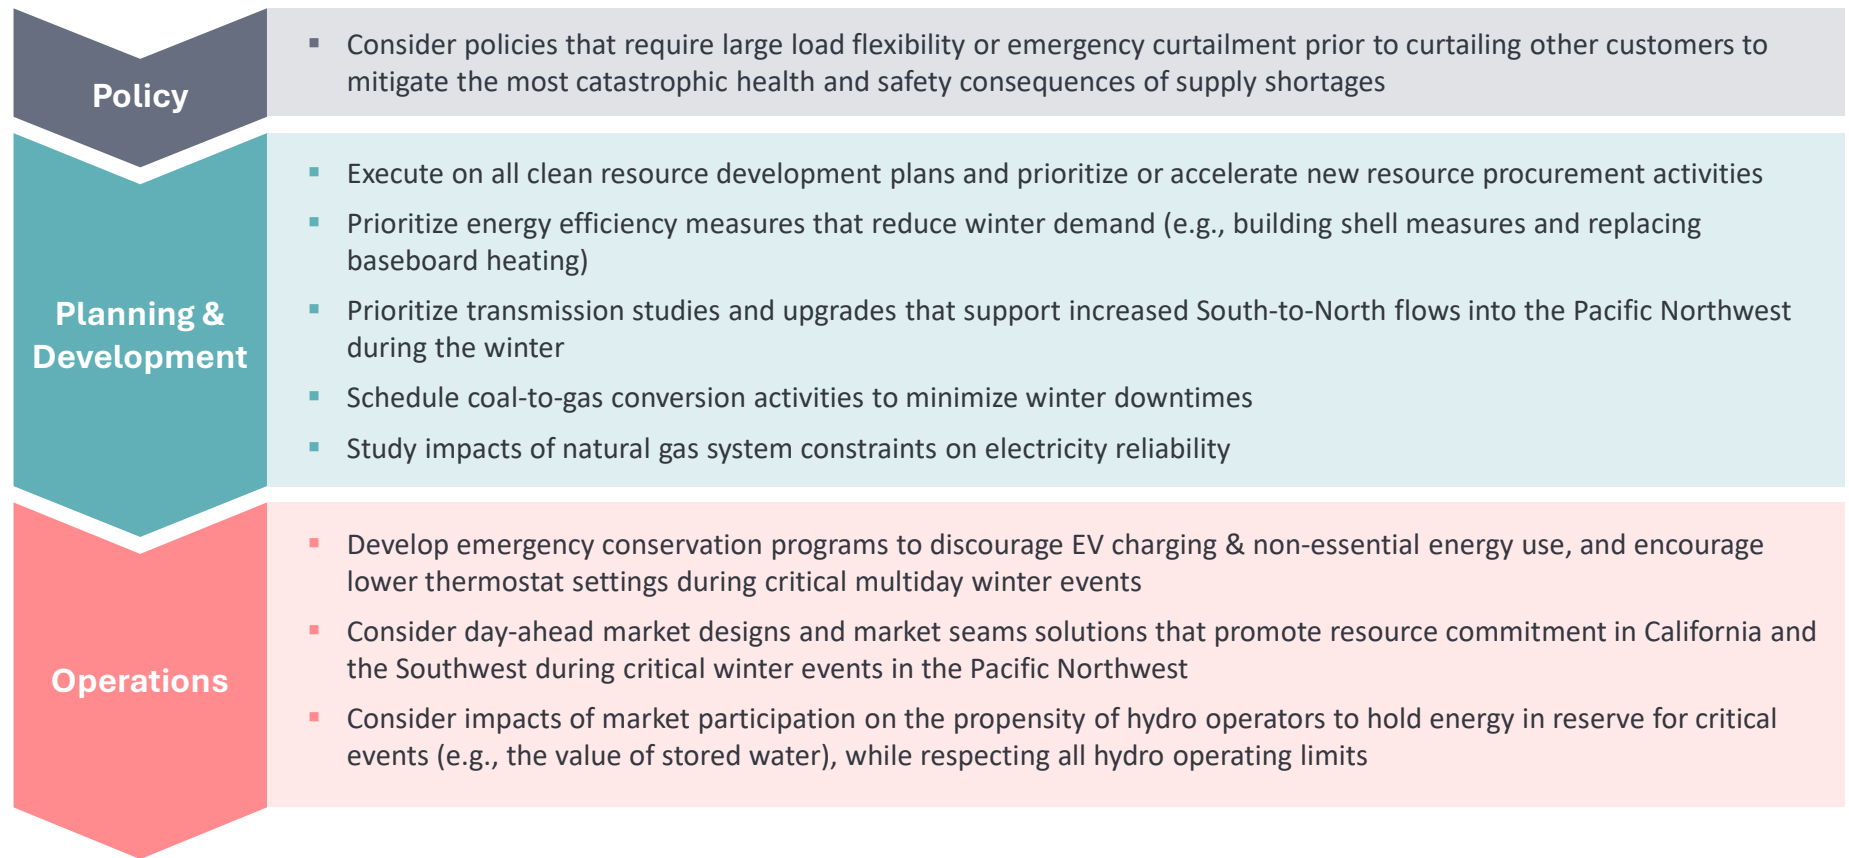 Policy
▪ Consider policies that require large load flexibility or emergency curtailment prior to curtailing other customers to
mitigate the most catastrophic health and safety consequences of supply shortages
Planning &
Development
▪ Execute on all clean resource development plans and prioritize or accelerate new resource procurement activities
▪ Prioritize energy efficiency measures that reduce winter demand (e.g., building shell measures and replacing
baseboard heating)
▪ Prioritize transmission studies and upgrades that support increased South-to-North flows into the Pacific Northwest
during the winter
▪ Schedule coal-to-gas conversion activities to minimize winter downtimes
▪ Study impacts of natural gas system constraints on electricity reliability
Operations
▪ Develop emergency conservation programs to discourage EV charging & non-essential energy use, and encourage
lower thermostat settings during critical multiday winter events
▪ Consider day-ahead market designs and market seams solutions that promote resource commitment in California and
the Southwest during critical winter events in the Pacific Northwest
▪ Consider impacts of market participation on the propensity of hydro operators to hold energy in reserve for critical
events (e.g., the value of stored water), while respecting all hydro operating limits